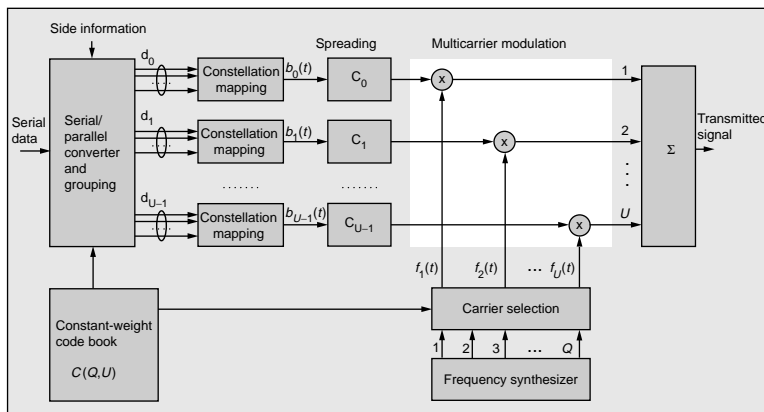 Side information
Spreading
Multicarrier modulation
d0
Constellation
mapping
b0(t)
C0
x
1
.....
Serial
data
Serial/
parallel
converter
and
grouping
d1
Constellation
mapping
b1(t)
C1
x
2
.....
Σ
Transmitted
signal
....... .......
dU–1
Constellation
mapping
bU–1(t)
CU–1
x
U
.....
f1(t) f2(t) ... fU(t)
Constant-weight
code book
C(Q,U)
Carrier selection
1 2 3 ... Q
Frequency synthesizer